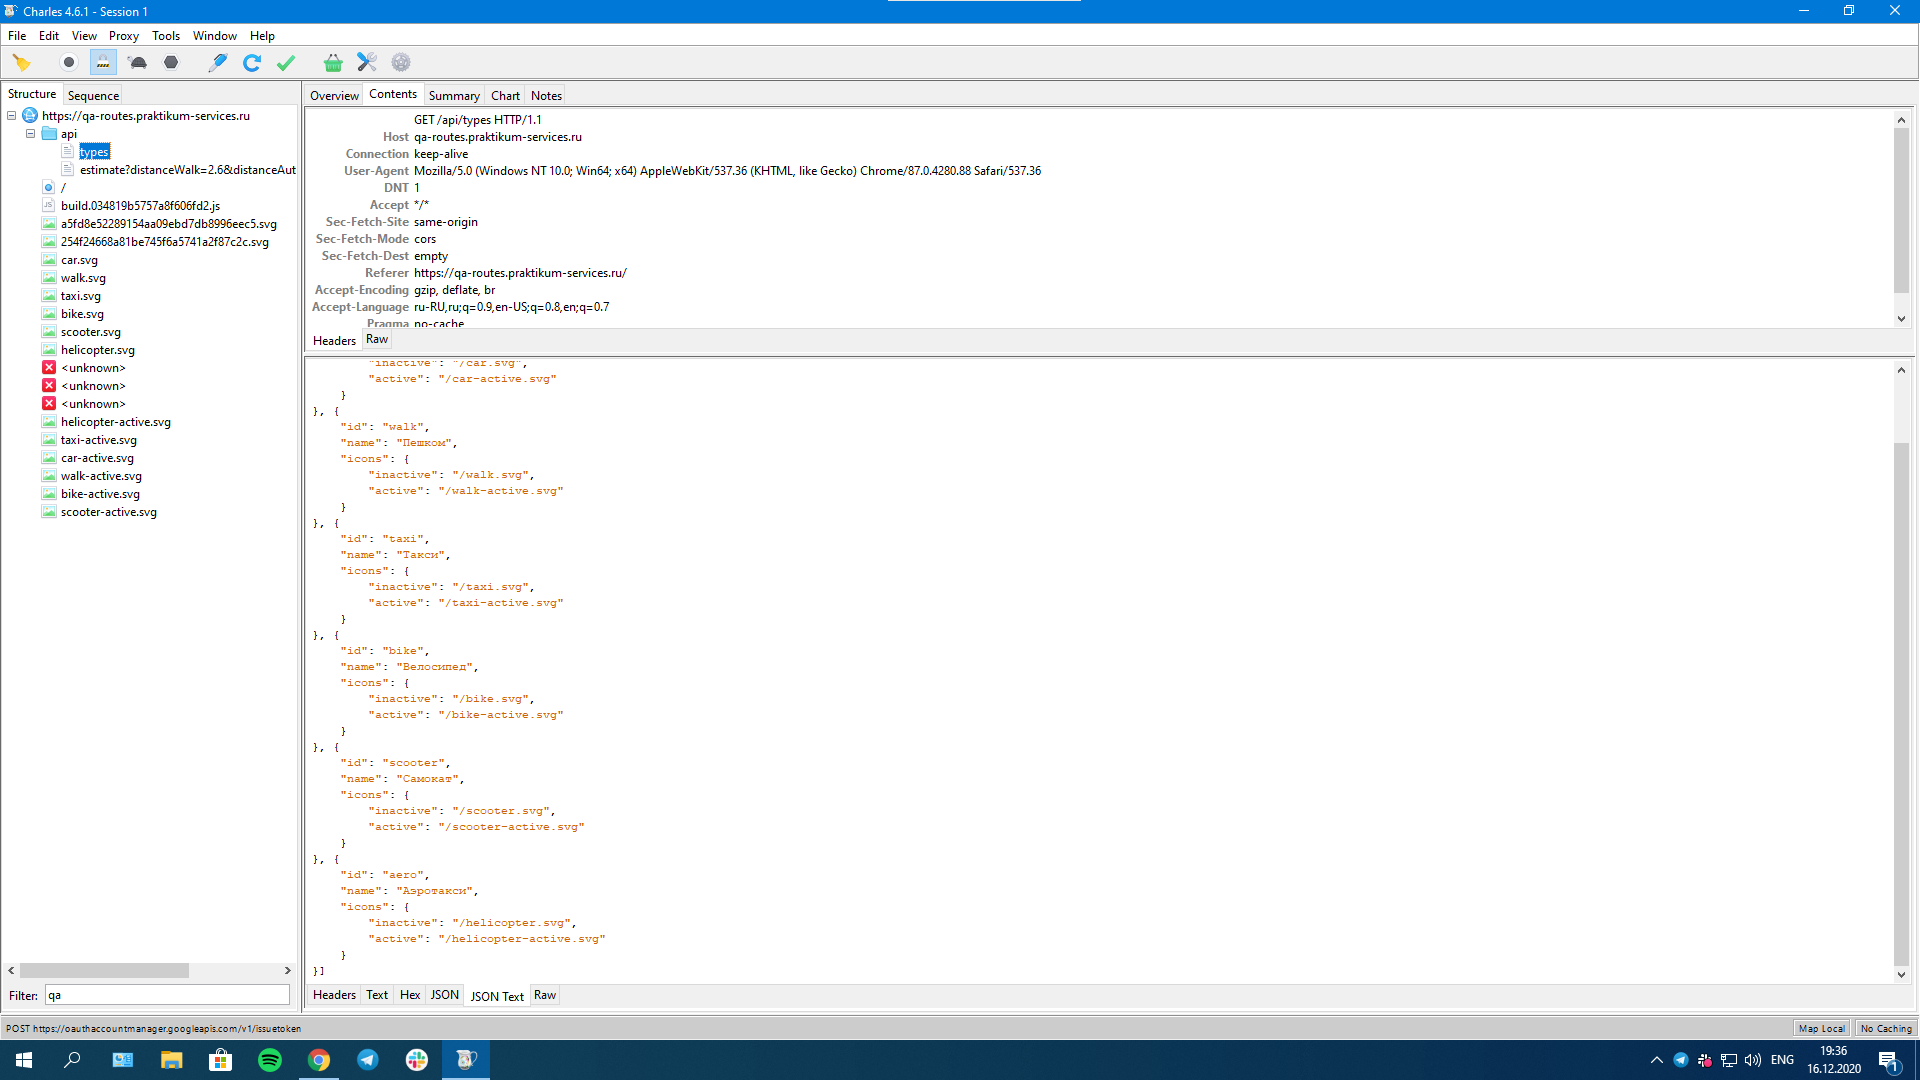 Charles 4.6.1 - Session 1
File Edit View Proxy Tools Window Help
Structure Sequence
https://qa-routes.praktikum-services.ru
api
types
estimate?distanceWalk=2.6&distanceAut
/
build.034819b5757a8f606fd2.js
a5fd8e52289154aa09ebd7db8996eec5.svg
254f24668a81be745f6a5741a2f87c2c.svg
car.svg
walk.svg
taxi.svg
bike.svg
scooter.svg
helicopter.svg
<unknown>
<unknown>
<unknown>
helicopter-active.svg
taxi-active.svg
car-active.svg
walk-active.svg
bike-active.svg
scooter-active.svg
Filter: qa
Overview Contents Summary Chart Notes
GET /api/types HTTP/1.1
Host qa-routes.praktikum-services.ru
Connection keep-alive
User-Agent Mozilla/5.0 (Windows NT 10.0; Win64; x64) AppleWebKit/537.36 (KHTML, like Gecko) Chrome/87.0.4280.88 Safari/537.36
DNT 1
Accept */*
Sec-Fetch-Site same-origin
Sec-Fetch-Mode cors
Sec-Fetch-Dest empty
Referer https://qa-routes.praktikum-services.ru/
Accept-Encoding gzip, deflate, br
Accept-Language ru-RU,ru;q=0.9,en-US;q=0.8,en;q=0.7
Pragma no-cache
Headers Raw
"inactive": "/car.svg",
"active": "/car-active.svg"
}
}, {
"id": "walk",
"name": "Пешком",
"icons": {
"inactive": "/walk.svg",
"active": "/walk-active.svg"
}
}, {
"id": "taxi",
"name": "Такси",
"icons": {
"inactive": "/taxi.svg",
"active": "/taxi-active.svg"
}
}, {
"id": "bike",
"name": "Велосипед",
"icons": {
"inactive": "/bike.svg",
"active": "/bike-active.svg"
}
}, {
"id": "scooter",
"name": "Самокат",
"icons": {
"inactive": "/scooter.svg",
"active": "/scooter-active.svg"
}
}, {
"id": "aero",
"name": "Аэротакси",
"icons": {
"inactive": "/helicopter.svg",
"active": "/helicopter-active.svg"
}
}]
Headers Text Hex JSON JSON Text Raw
POST https://oauthaccountmanager.googleapis.com/v1/issuetoken
Map Local No Caching
ENG
19:36
16.12.2020
1